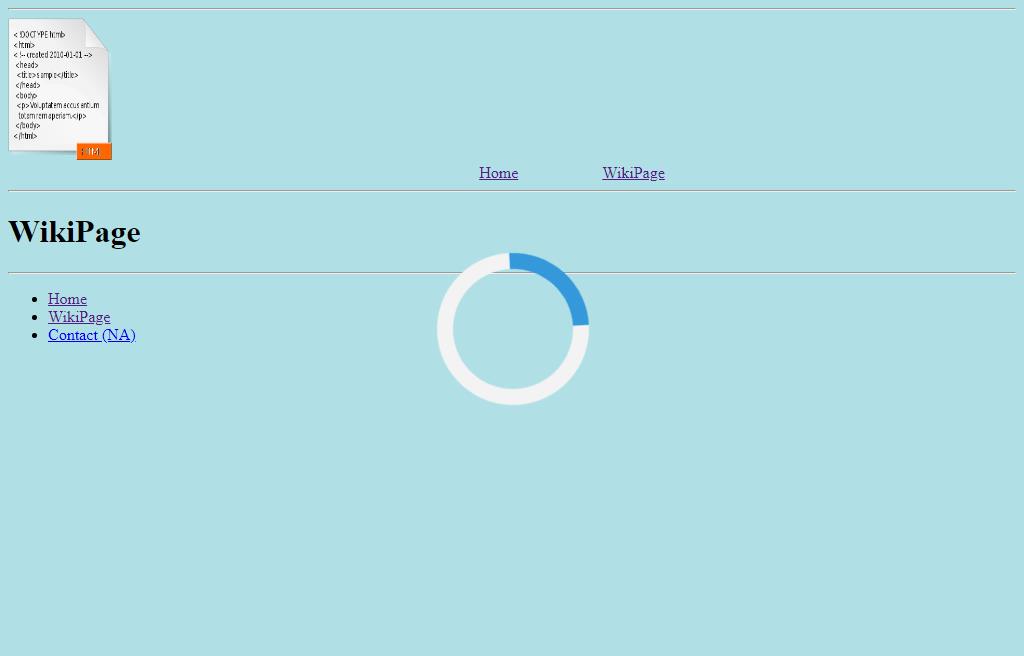 < !DOCTYPE html>
<html>
< !-- created 2010-01-01 -->
<head>
<title>sample</title>
</head>
<body>
<p>Voluptatem accusantium
totam rem aperiam.</p>
</body>
</html>
Home WikiPage
WikiPage
Home
WikiPage
Contact (NA)